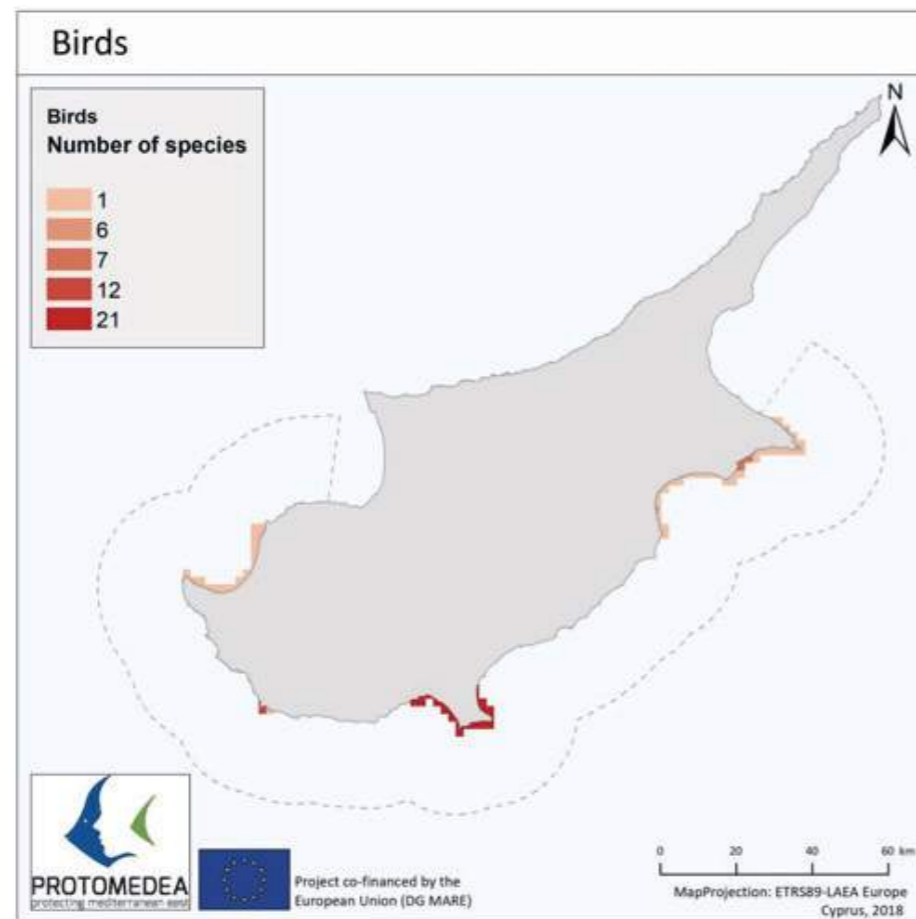 Birds
Birds
Number of species
1
6
7
12
21
N
PROTOMEDEA
protecting mediterranean east
Project co-financed by the
European Union (DG MARE)
0 20 40 60 km
MapProjection: ETRS89-LAEA Europe
Cyprus, 2018